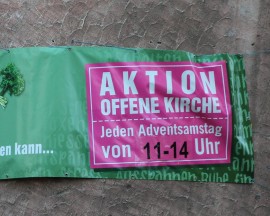 AKTION
OFFENE KIRCHE
Jeden Adventsamstag
von 11-14 Uhr
en kann...